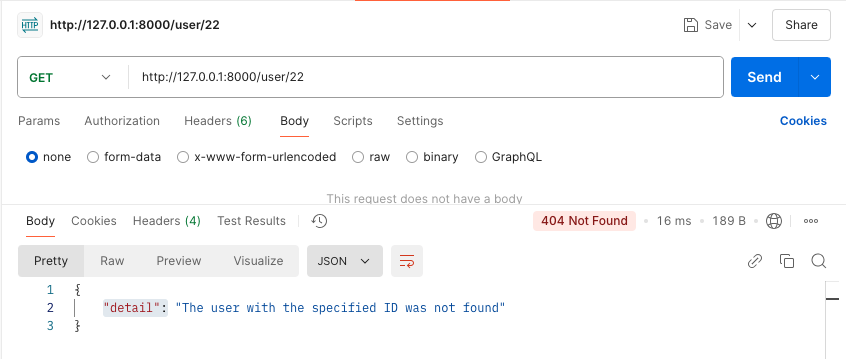 HTTP http://127.0.0.1:8000/user/22 Save Share
GET http://127.0.0.1:8000/user/22 Send
Params Authorization Headers (6) Body Scripts Settings Cookies
none form-data x-www-form-urlencoded raw binary GraphQL
This request does not have a body
Body Cookies Headers (4) Test Results 404 Not Found • 16 ms • 189 B
Pretty Raw Preview Visualize JSON
1 {
2 "detail": "The user with the specified ID was not found"
3 }